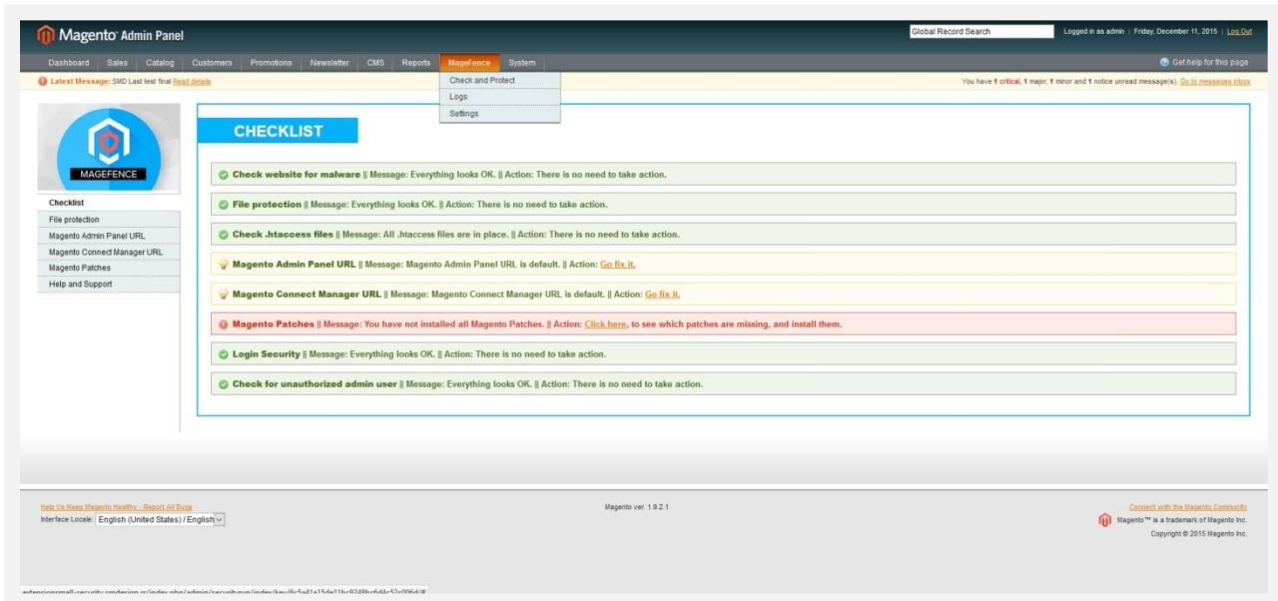 Magento Admin Panel
Global Record Search
Logged in as admin | Friday, December 11, 2015 | Log Out
Dashboard Sales Catalog Customers Promotions Newsletter CMS Reports MageFence System
Get help for this page
Latest Message: SMD Last test final Read details
You have 1 critical, 1 major, 1 minor and 1 notice unread message(s). Go to messages inbox
Check and Protect
Logs
Settings
MAGEFENCE
Checklist
File protection
Magento Admin Panel URL
Magento Connect Manager URL
Magento Patches
Help and Support
CHECKLIST
Check website for malware || Message: Everything looks OK. || Action: There is no need to take action.
File protection || Message: Everything looks OK. || Action: There is no need to take action.
Check .htaccess files || Message: All .htaccess files are in place. || Action: There is no need to take action.
Magento Admin Panel URL || Message: Magento Admin Panel URL is default. || Action: Go fix it.
Magento Connect Manager URL || Message: Magento Connect Manager URL is default. || Action: Go fix it.
Magento Patches || Message: You have not installed all Magento Patches. || Action: Click here, to see which patches are missing, and install them.
Login Security || Message: Everything looks OK. || Action: There is no need to take action.
Check for unauthorized admin user || Message: Everything looks OK. || Action: There is no need to take action.
Help Us Keep Magento Healthy - Report All Bugs
Interface Locale: English (United States) / English
Magento ver. 1.9.2.1
Connect with the Magento Community
Magento™ is a trademark of Magento Inc.
Copyright © 2015 Magento Inc.